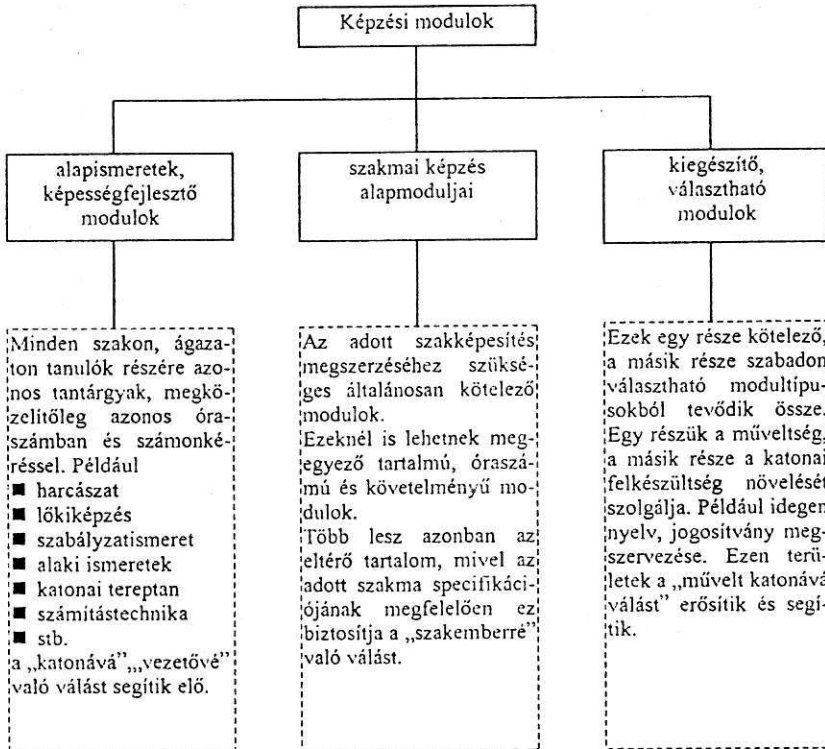 Képzési modulok
alapismeretek,
képességfejlesztő
modulok
szakmai képzés
alapmoduljai
kiegészítő,
választható
modulok
Minden szakon, ágaza-
ton tanulók részére azo-
nos tantárgyak, megkö-
zelitőleg azonos óra-
számban és számonké-
réssel. Például
■ harcászat
■ lőkiképzés
■ szabályzatismeret
■ alaki ismeretek
■ katonai tereptan
■ számítástechnika
■ stb.
a „katonává”,„vezetővé”
való válást segítik elő.
Az adott szakképesítés
megszerzéséhez szüksé-
ges általánosan kötelező
modulok.
Ezeknél is lehetnek meg-
egyező tartalmú, óraszá-
mú és követelményű mo-
dulok.
Több lesz azonban az
eltérő tartalom, mivel az
adott szakma specifikáci-
ójának megfelelően ez
biztosítja a „szakemberré”
való válást.
Ezek egy része kötelező,
a másik része szabadon
választható modultípu-
sokból tevődik össze.
Egy részük a műveltség,
a másik része a katonai
felkészültség növelését
szolgálja. Például idegen
nyelv, jogosítvány meg-
szervezése. Ezen terü-
letek a „művelt katonává
válást” erősítik és segí-
tik.